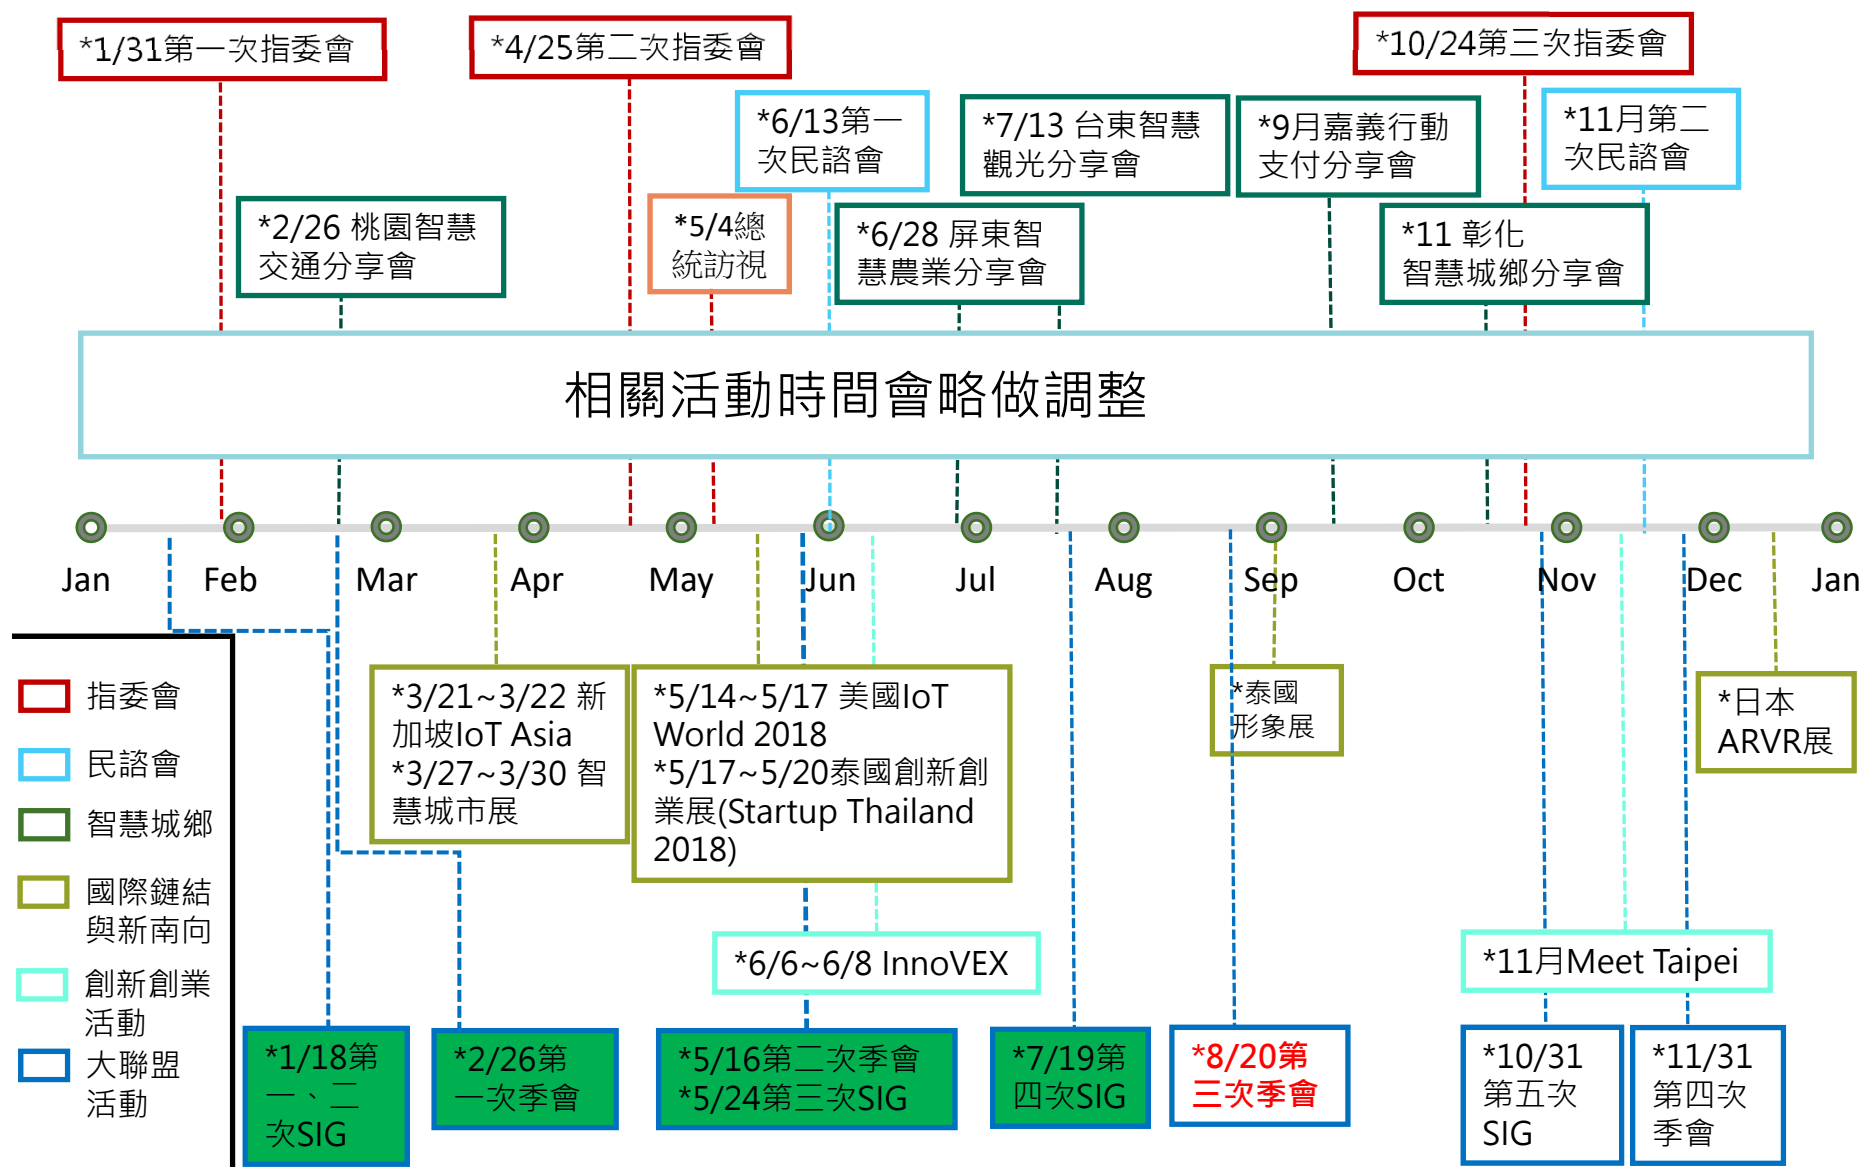 *1/31第一次指委會
*4/25第二次指委會
*10/24第三次指委會
*6/13第一
次民諮會
*7/13 台東智慧
觀光分享會
*9月嘉義行動
支付分享會
*11月第二
次民諮會
*2/26 桃園智慧
交通分享會
*5/4總
統訪視
*6/28 屏東智
慧農業分享會
*11 彰化
智慧城鄉分享會
相關活動時間會略做調整
Jan Feb Mar Apr May Jun Jul Aug Sep Oct Nov Dec Jan
指委會
民諮會
智慧城鄉
國際鏈結
與新南向
創新創業
活動
大聯盟
活動
*3/21~3/22 新
加坡IoT Asia
*3/27~3/30 智
慧城市展
*5/14~5/17 美國IoT
World 2018
*5/17~5/20泰國創新創
業展(Startup Thailand
2018)
*泰國
形象展
*日本
ARVR展
*6/6~6/8 InnoVEX
*11月Meet Taipei
*1/18第
一、二
次SIG
*2/26第
一次季會
*5/16第二次季會
*5/24第三次SIG
*7/19第
四次SIG
*8/20第
三次季會
*10/31
第五次
SIG
*11/31
第四次
季會